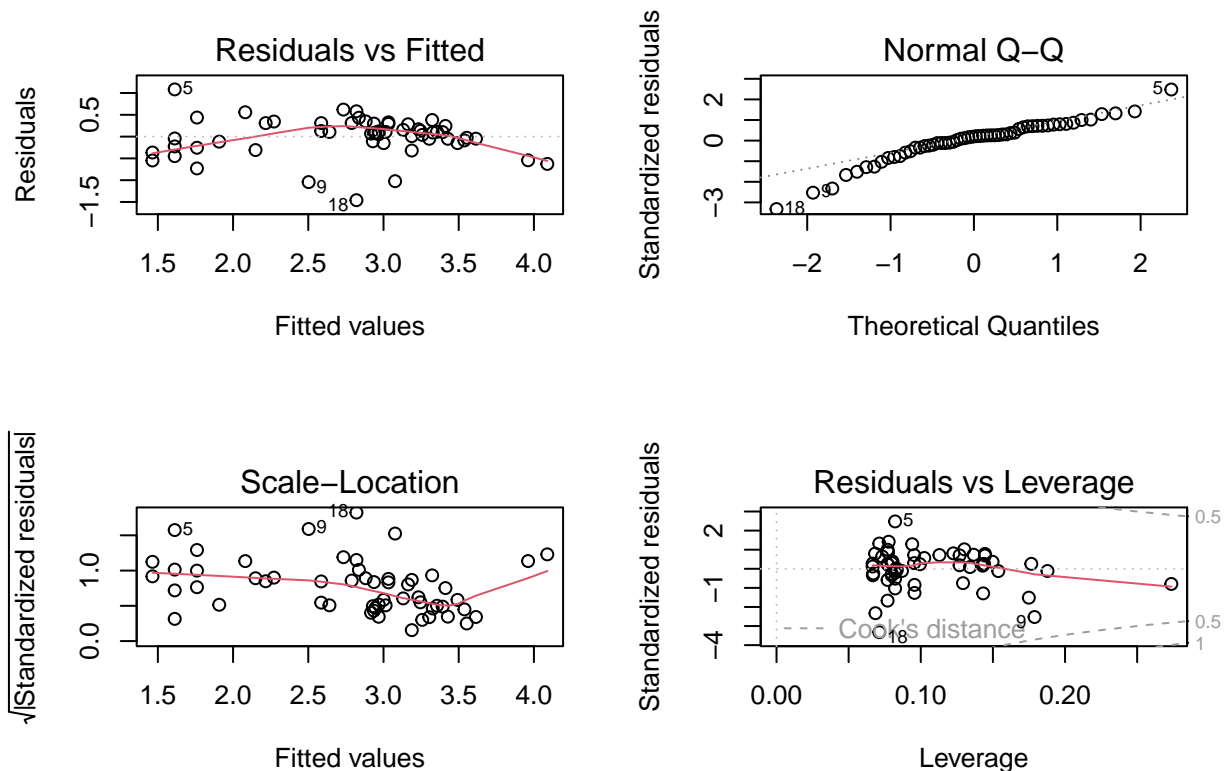 Residuals vs Fitted
Residuals
0.5
−1.5
5
9
18
1.5 2.0 2.5 3.0 3.5 4.0
Fitted values
Normal Q−Q
Standardized residuals
2
0
−3
5
9
18
−2 −1 0 1 2
Theoretical Quantiles
Scale−Location
√|Standardized residuals|
1.0
0.0
5
9
18
1.5 2.0 2.5 3.0 3.5 4.0
Fitted values
Residuals vs Leverage
Standardized residuals
2
−1
−4
5
9
18
Cook's distance
0.5
0.5
1
0.00 0.10 0.20
Leverage